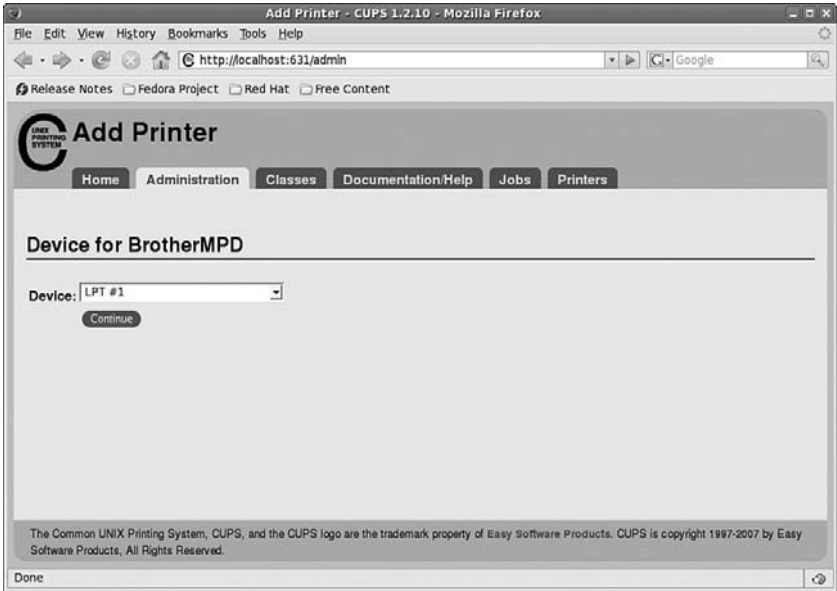 Add Printer - CUPS 1.2.10 - Mozilla Firefox
File Edit View History Bookmarks Tools Help
http://localhost:631/admin
G Google
Release Notes Fedora Project Red Hat Free Content
UNIX PRINTING SYSTEM
Add Printer
Home Administration Classes Documentation/Help Jobs Printers
Device for BrotherMPD
Device: LPT #1
Continue
The Common UNIX Printing System, CUPS, and the CUPS logo are the trademark property of Easy Software Products. CUPS is copyright 1997-2007 by Easy
Software Products, All Rights Reserved.
Done